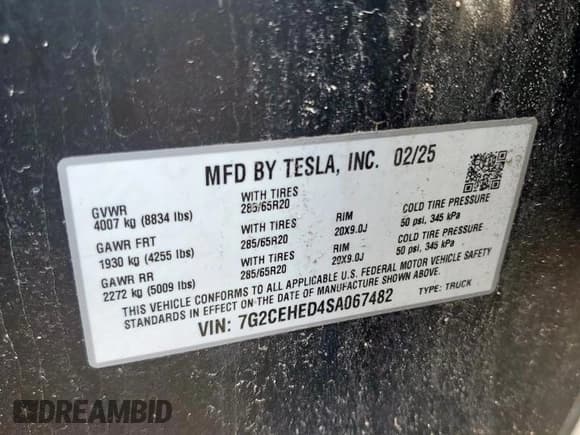 MFD BY TESLA, INC. 02/25
GVWR WITH TIRES
4007 kg (8834 lbs) 285/65R20
GAWR FRT WITH TIRES RIM COLD TIRE PRESSURE
1930 kg (4255 lbs) 285/65R20 20X9.0J 50 psi, 345 kPa
GAWR RR WITH TIRES RIM COLD TIRE PRESSURE
2272 kg (5009 lbs) 285/65R20 20X9.0J 50 psi, 345 kPa
THIS VEHICLE CONFORMS TO ALL APPLICABLE U.S. FEDERAL MOTOR VEHICLE SAFETY
STANDARDS IN EFFECT ON THE DATE OF MANUFACTURE SHOWN ABOVE.
VIN: 7G2CEHED4SA067482 TYPE: TRUCK
DREAMBID